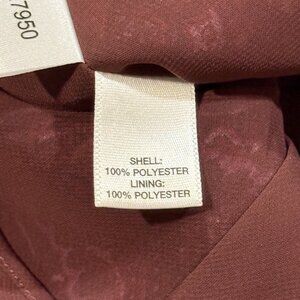 7950
SHELL:
100% POLYESTER
LINING:
100% POLYESTER